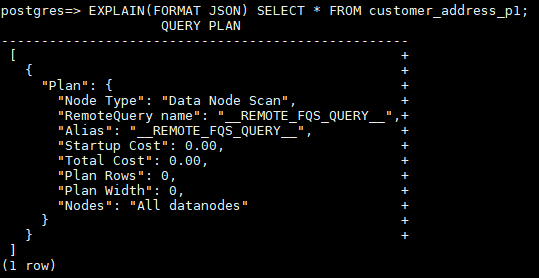 postgres=> EXPLAIN(FORMAT JSON) SELECT * FROM customer_address_p1;
                     QUERY PLAN
-----------------------------------------------------
 [                                                  +
   {                                                +
     "Plan": {                                      +
       "Node Type": "Data Node Scan",               +
       "RemoteQuery name": "__REMOTE_FQS_QUERY__",+
       "Alias": "__REMOTE_FQS_QUERY__",             +
       "Startup Cost": 0.00,                        +
       "Total Cost": 0.00,                          +
       "Plan Rows": 0,                              +
       "Plan Width": 0,                             +
       "Nodes": "All datanodes"                     +
     }                                              +
   }                                                +
 ]
(1 row)